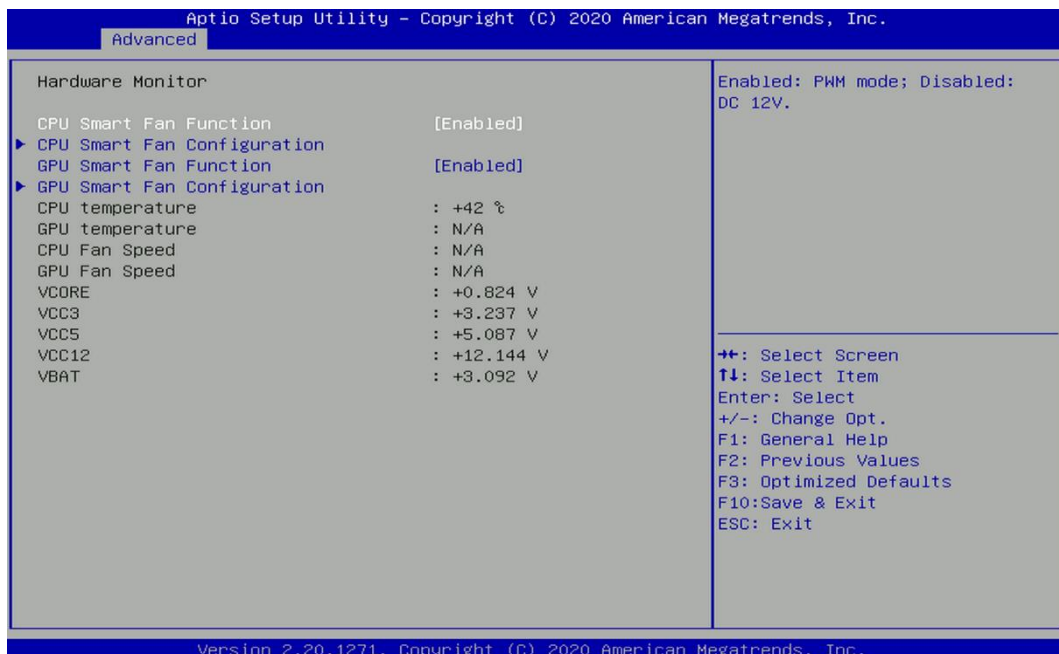 Aptio Setup Utility – Copyright (C) 2020 American Megatrends, Inc.
Advanced
Hardware Monitor
CPU Smart Fan Function [Enabled]
CPU Smart Fan Configuration
GPU Smart Fan Function [Enabled]
GPU Smart Fan Configuration
CPU temperature : +42 ℃
GPU temperature : N/A
CPU Fan Speed : N/A
GPU Fan Speed : N/A
VCORE : +0.824 V
VCC3 : +3.237 V
VCC5 : +5.087 V
VCC12 : +12.144 V
VBAT : +3.092 V
Enabled: PWM mode; Disabled:
DC 12V.
→←: Select Screen
↑↓: Select Item
Enter: Select
+/-: Change Opt.
F1: General Help
F2: Previous Values
F3: Optimized Defaults
F10:Save & Exit
ESC: Exit
Version 2.20.1271. Copyright (C) 2020 American Megatrends, Inc.